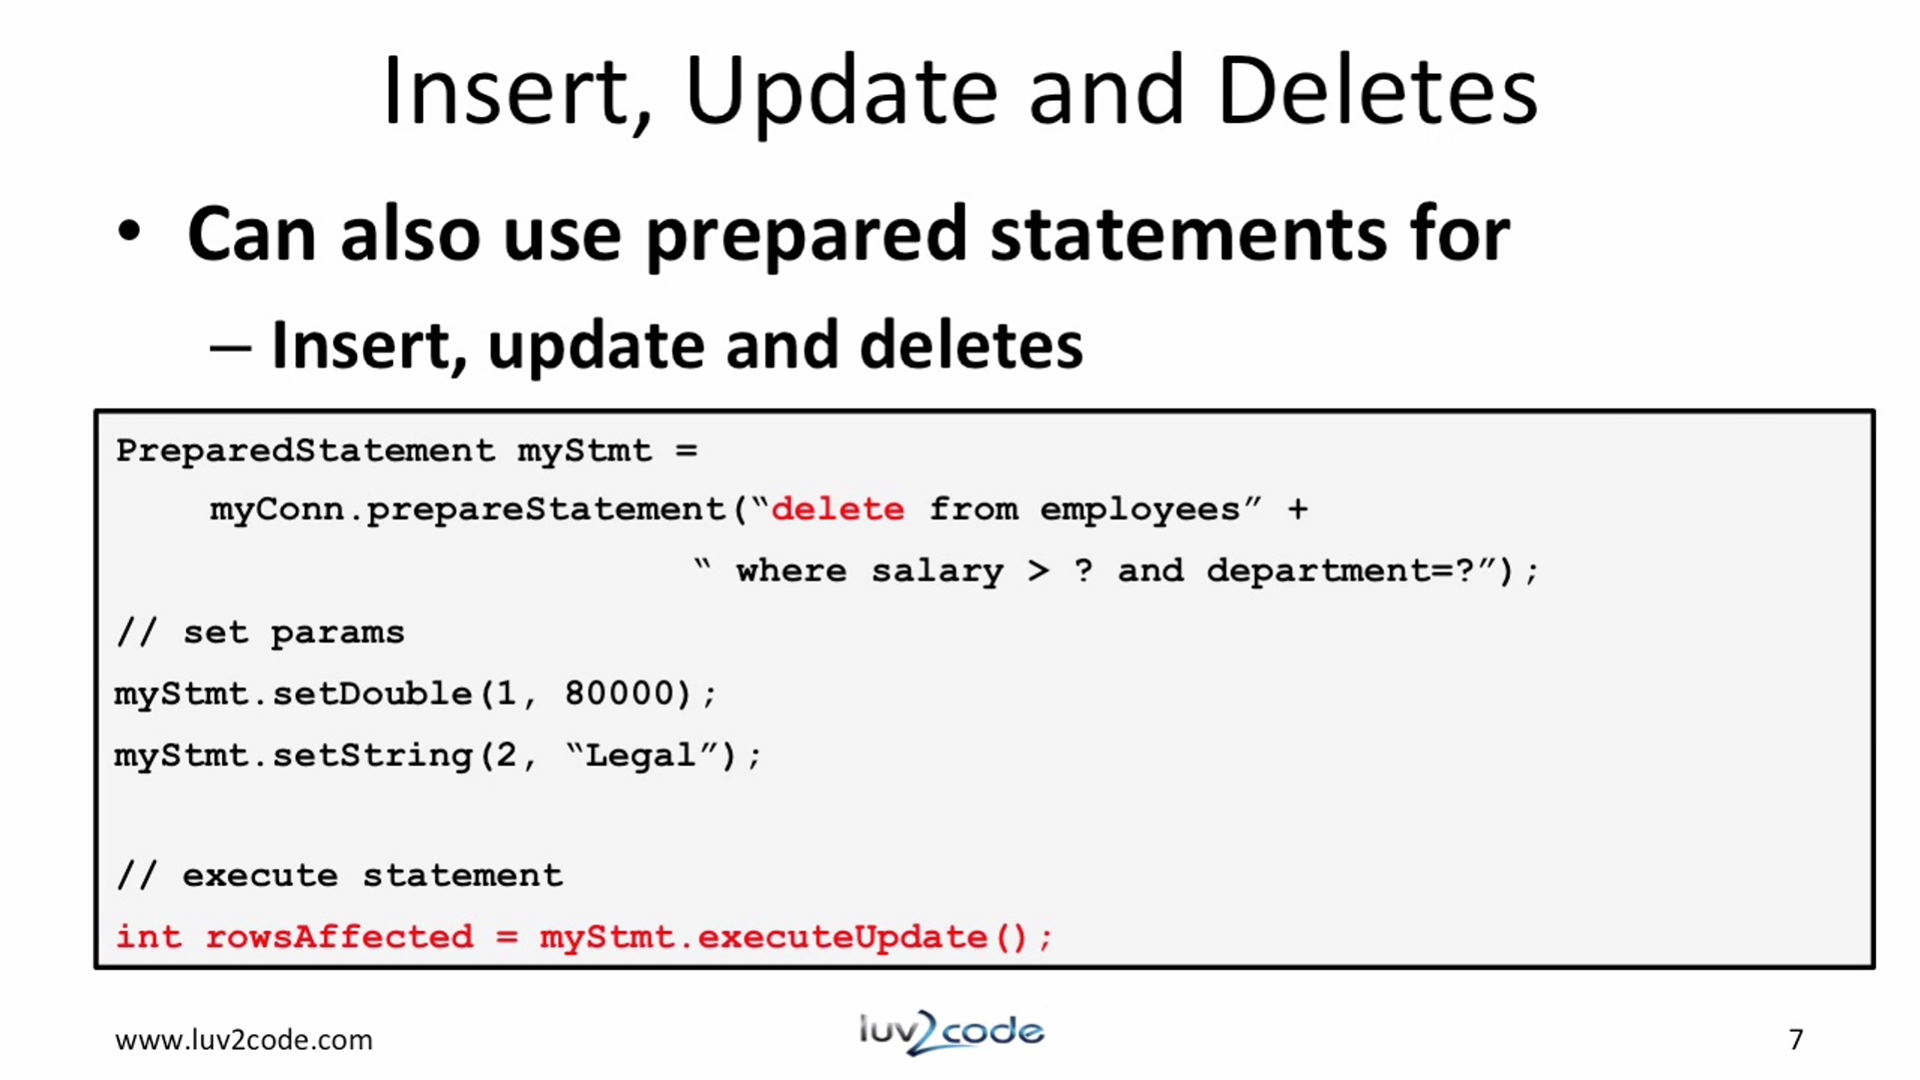 Insert, Update and Deletes
• Can also use prepared statements for
– Insert, update and deletes
PreparedStatement myStmt =
myConn.prepareStatement(“delete from employees” +
“ where salary > ? and department=?”);
// set params
myStmt.setDouble(1, 80000);
myStmt.setString(2, “Legal”);
// execute statement
int rowsAffected = myStmt.executeUpdate();
www.luv2code.com
luv2code
7